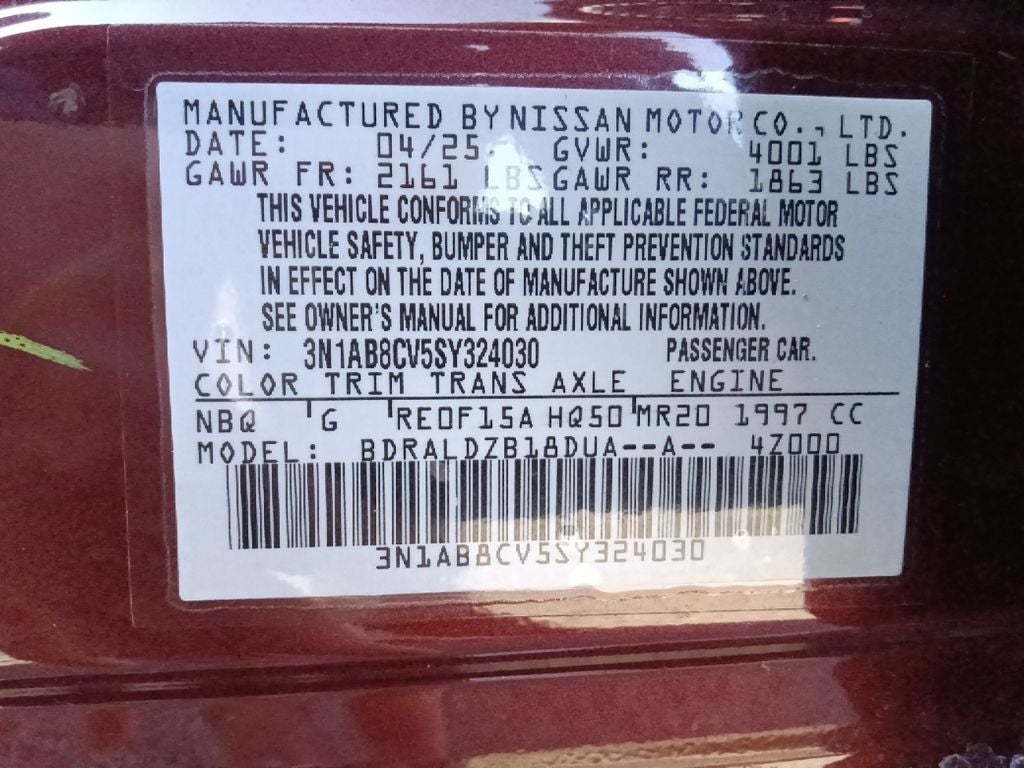 MANUFACTURED BY NISSAN MOTOR CO., LTD.
DATE: 04/25 GVWR: 4001 LBS
GAWR FR: 2161 LBS GAWR RR: 1863 LBS
THIS VEHICLE CONFORMS TO ALL APPLICABLE FEDERAL MOTOR
VEHICLE SAFETY, BUMPER AND THEFT PREVENTION STANDARDS
IN EFFECT ON THE DATE OF MANUFACTURE SHOWN ABOVE.
SEE OWNER'S MANUAL FOR ADDITIONAL INFORMATION.
VIN: 3N1AB8CV5SY324030 PASSENGER CAR.
COLOR TRIM TRANS AXLE ENGINE
NBQ G RE0F15A HQ50 MR20 1997 CC
MODEL: BDRALDZB18DUA--A-- 4Z000
3N1AB8CV5SY324030